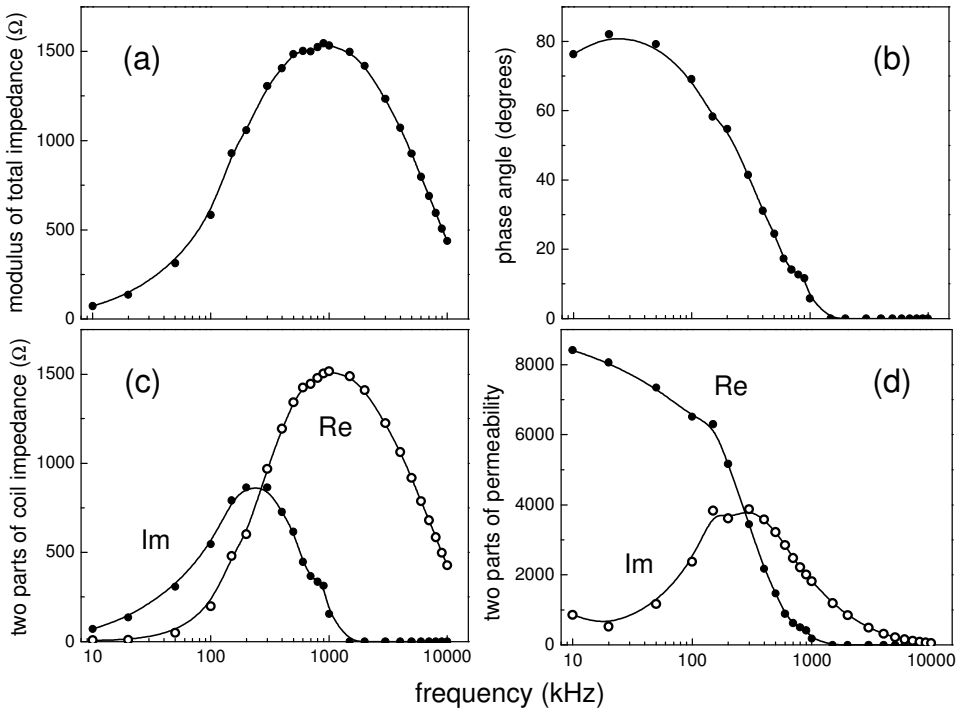 modulus of total impedance (Ω)
1500
1000
500
0
(a)
phase angle (degrees)
80
60
40
20
0
(b)
two parts of coil impedance (Ω)
1500
1000
500
0
(c)
Re
Im
10
100
1000
10000
two parts of permeability
8000
6000
4000
2000
0
(d)
Re
Im
10
100
1000
10000
frequency (kHz)